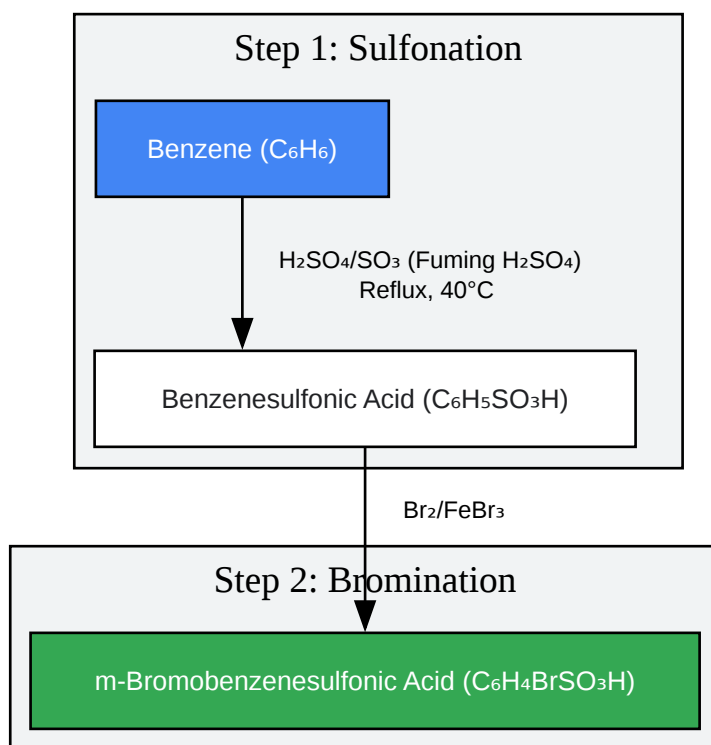 Step 1: Sulfonation
Benzene (C₆H₆)
H₂SO₄/SO₃ (Fuming H₂SO₄)
Reflux, 40°C
Benzenesulfonic Acid (C₆H₅SO₃H)
Br₂/FeBr₃
Step 2: Bromination
m-Bromobenzenesulfonic Acid (C₆H₄BrSO₃H)